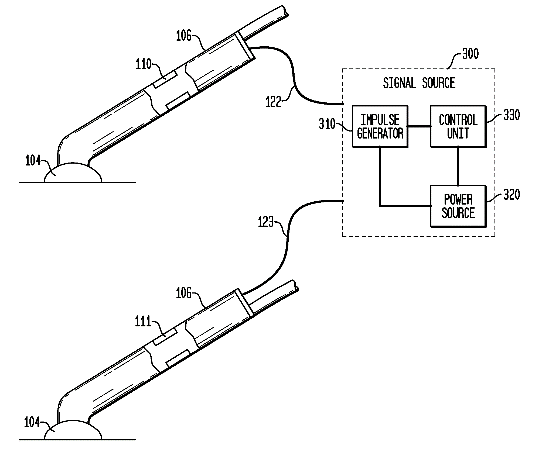 106
300
110
SIGNAL SOURCE
122
310
IMPULSE
GENERATOR
CONTROL
UNIT
330
104
POWER
SOURCE
320
123
106
111
104